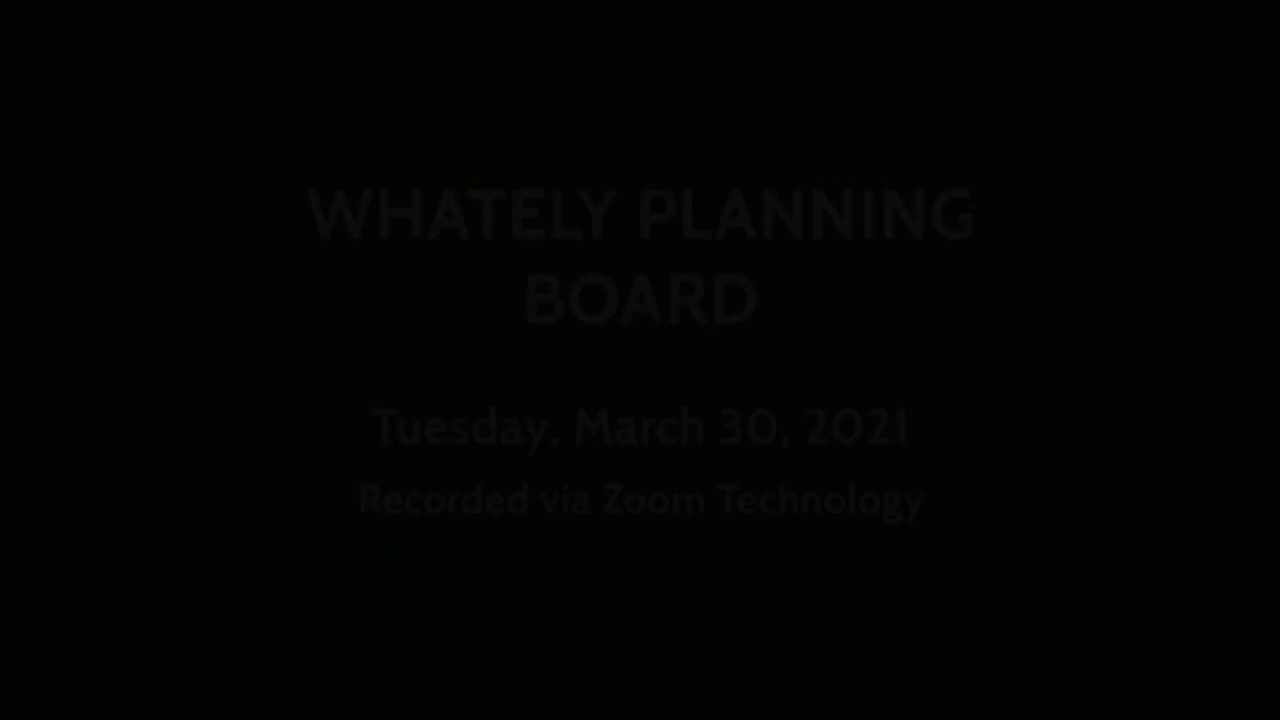 WHATELY PLANNING
BOARD
Tuesday, March 30, 2021
Recorded via Zoom Technology